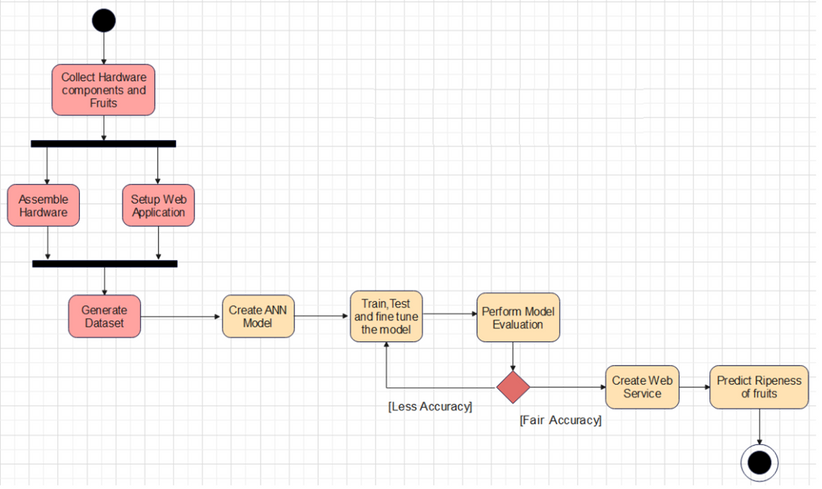 Collect Hardware
components and
Fruits
Assemble
Hardware
Setup Web
Application
Generate
Dataset
Create ANN
Model
Train,Test
and fine tune
the model
Perform Model
Evaluation
[Less Accuracy]
[Fair Accuracy]
Create Web
Service
Predict Ripeness
of fruits